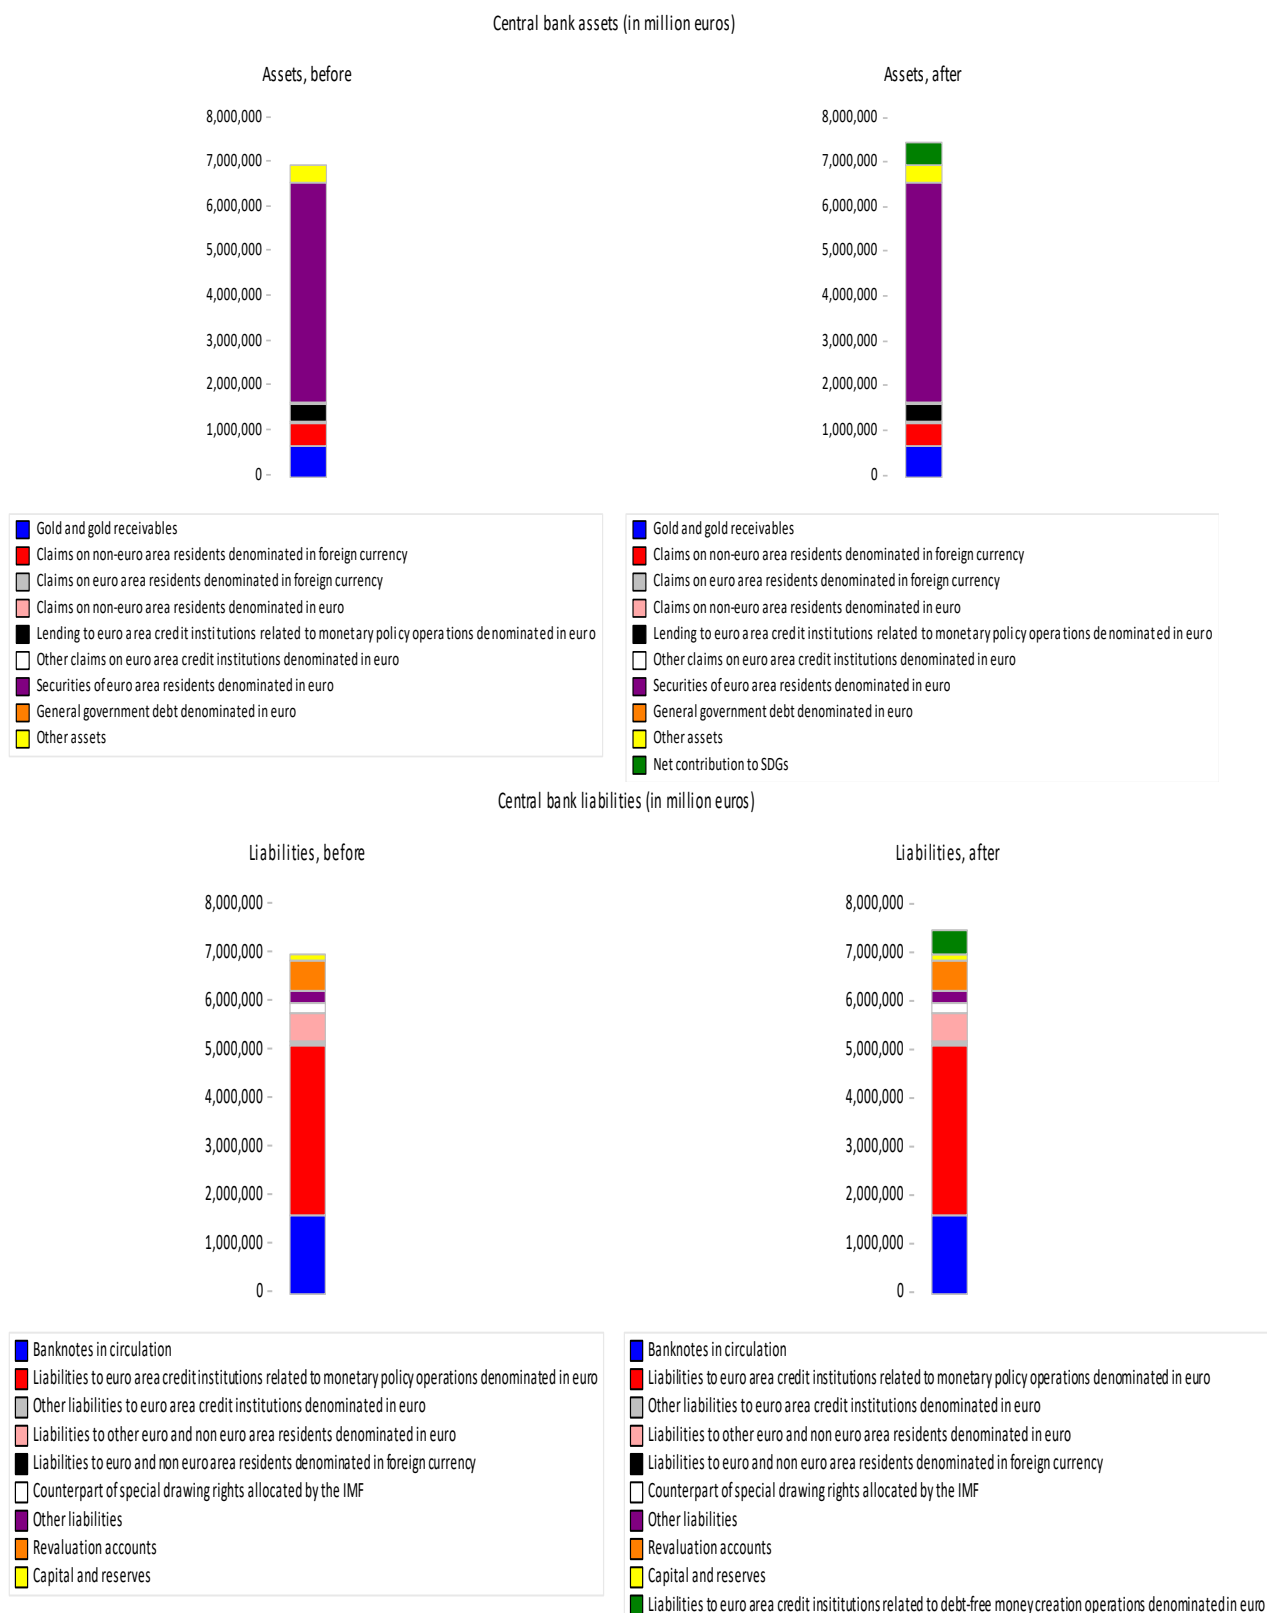 Central bank assets (in million euros)
Assets, before
8,000,000
7,000,000
6,000,000
5,000,000
4,000,000
3,000,000
2,000,000
1,000,000
0
Gold and gold receivables
Claims on non-euro area residents denominated in foreign currency
Claims on euro area residents denominated in foreign currency
Claims on non-euro area residents denominated in euro
Lending to euro area credit institutions related to monetary policy operations denominated in euro
Other claims on euro area credit institutions denominated in euro
Securities of euro area residents denominated in euro
General government debt denominated in euro
Other assets
Assets, after
8,000,000
7,000,000
6,000,000
5,000,000
4,000,000
3,000,000
2,000,000
1,000,000
0
Gold and gold receivables
Claims on non-euro area residents denominated in foreign currency
Claims on euro area residents denominated in foreign currency
Claims on non-euro area residents denominated in euro
Lending to euro area credit institutions related to monetary policy operations denominated in euro
Other claims on euro area credit institutions denominated in euro
Securities of euro area residents denominated in euro
General government debt denominated in euro
Other assets
Net contribution to SDGs
Central bank liabilities (in million euros)
Liabilities, before
8,000,000
7,000,000
6,000,000
5,000,000
4,000,000
3,000,000
2,000,000
1,000,000
0
Banknotes in circulation
Liabilities to euro area credit institutions related to monetary policy operations denominated in euro
Other liabilities to euro area credit institutions denominated in euro
Liabilities to other euro and non euro area residents denominated in euro
Liabilities to euro and non euro area residents denominated in foreign currency
Counterpart of special drawing rights allocated by the IMF
Other liabilities
Revaluation accounts
Capital and reserves
Liabilities, after
8,000,000
7,000,000
6,000,000
5,000,000
4,000,000
3,000,000
2,000,000
1,000,000
0
Banknotes in circulation
Liabilities to euro area credit institutions related to monetary policy operations denominated in euro
Other liabilities to euro area credit institutions denominated in euro
Liabilities to other euro and non euro area residents denominated in euro
Liabilities to euro and non euro area residents denominated in foreign currency
Counterpart of special drawing rights allocated by the IMF
Other liabilities
Revaluation accounts
Capital and reserves
Liabilities to euro area credit insititutions related to debt-free money creation operations denominated in euro